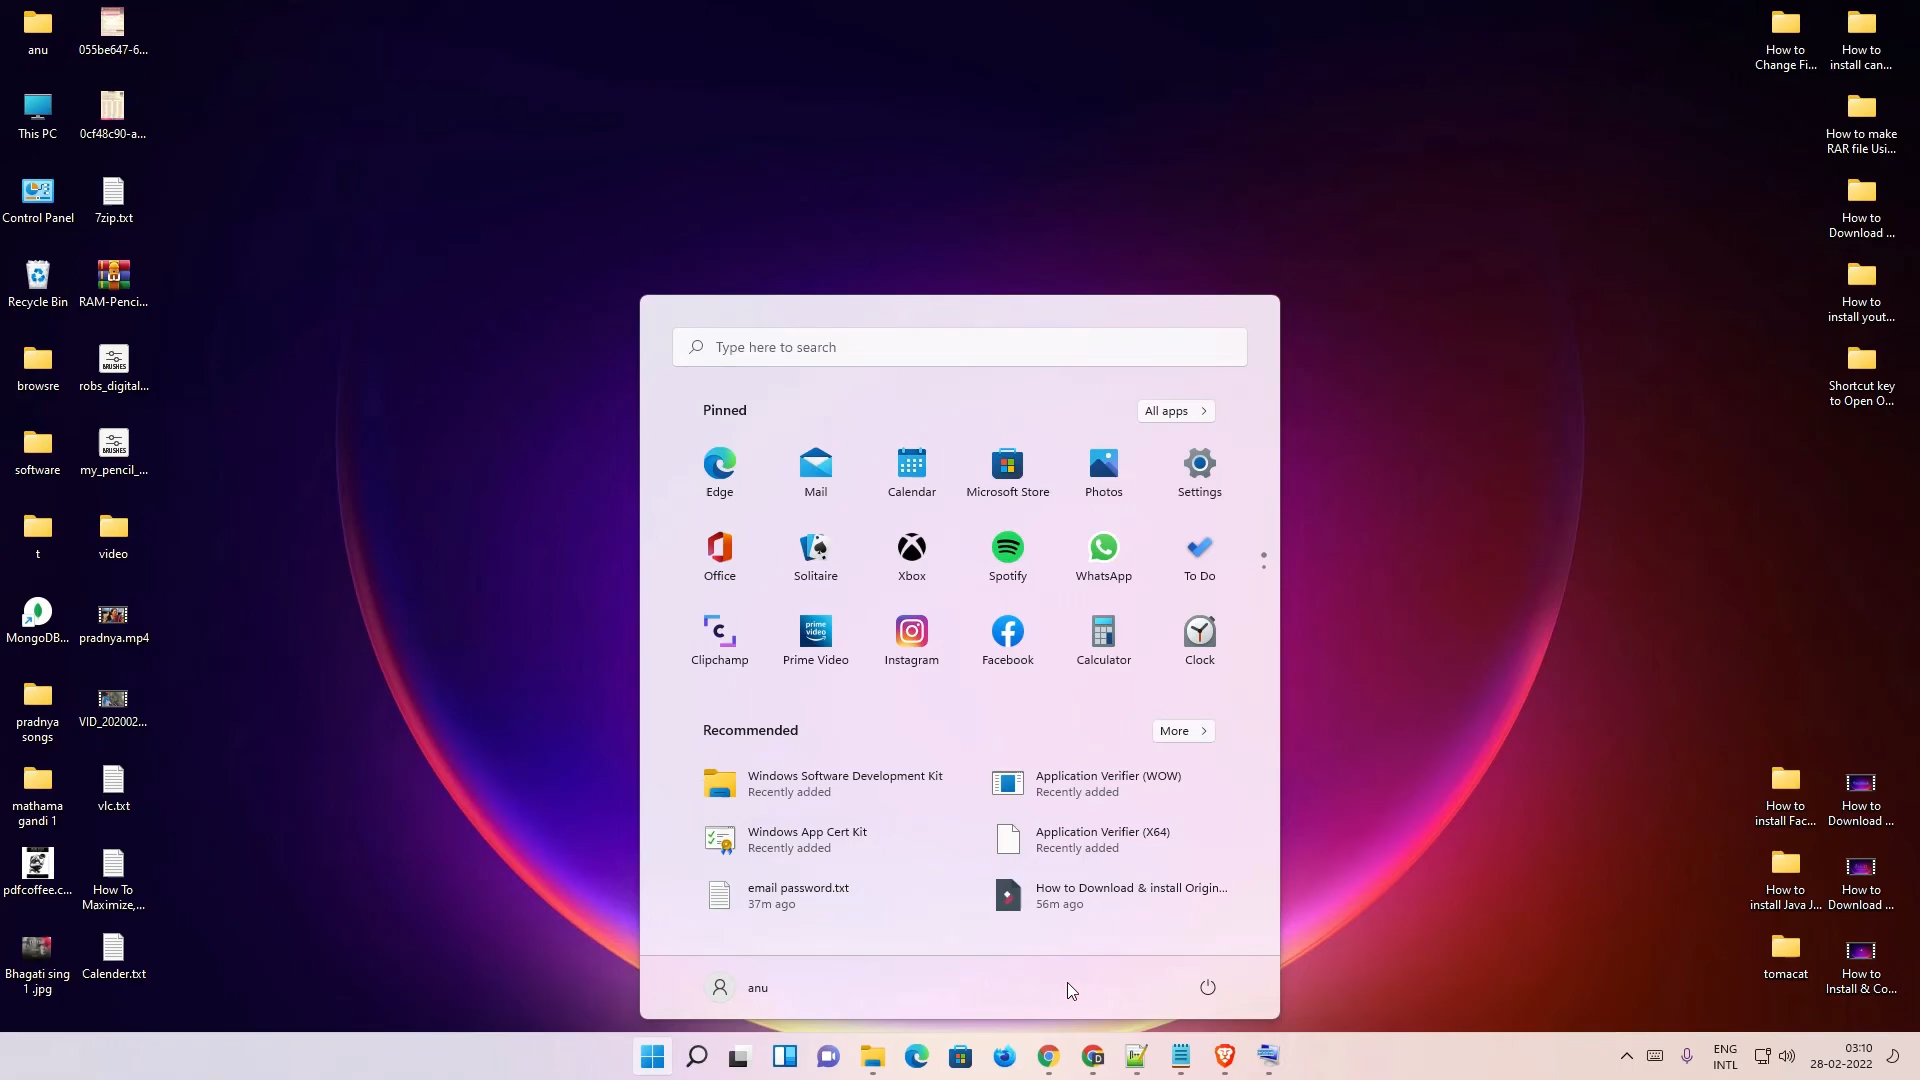 anu
055be647-6...
This PC
0cf48c90-a...
Control Panel
7zip.txt
Recycle Bin
RAM-Penci...
browsre
BRUSHES
robs_digital...
software
BRUSHES
my_pencil_...
t
video
MongoDB...
pradnya.mp4
pradnya
songs
VID_202002...
mathama
gandi 1
vlc.txt
pdfcoffee.c...
How To
Maximize,...
Bhagati sing
1 .jpg
Calender.txt
Type here to search
Pinned
All apps
Edge
Mail
Calendar
Microsoft Store
Photos
Settings
Office
Solitaire
Xbox
Spotify
WhatsApp
To Do
Clipchamp
prime
video
Prime Video
Instagram
Facebook
Calculator
Clock
Recommended
More
Windows Software Development Kit
Recently added
Application Verifier (WOW)
Recently added
Windows App Cert Kit
Recently added
Application Verifier (X64)
Recently added
email password.txt
37m ago
How to Download & install Origin...
56m ago
anu
How to
Change Fi...
How to
install can...
How to make
RAR file Usi...
How to
Download ...
How to
install yout...
Shortcut key
to Open O...
How to
install Fac...
How to
Download ...
How to
install Java J...
How to
Download ...
tomacat
How to
Install & Co...
ENG
INTL
03:10
28-02-2022